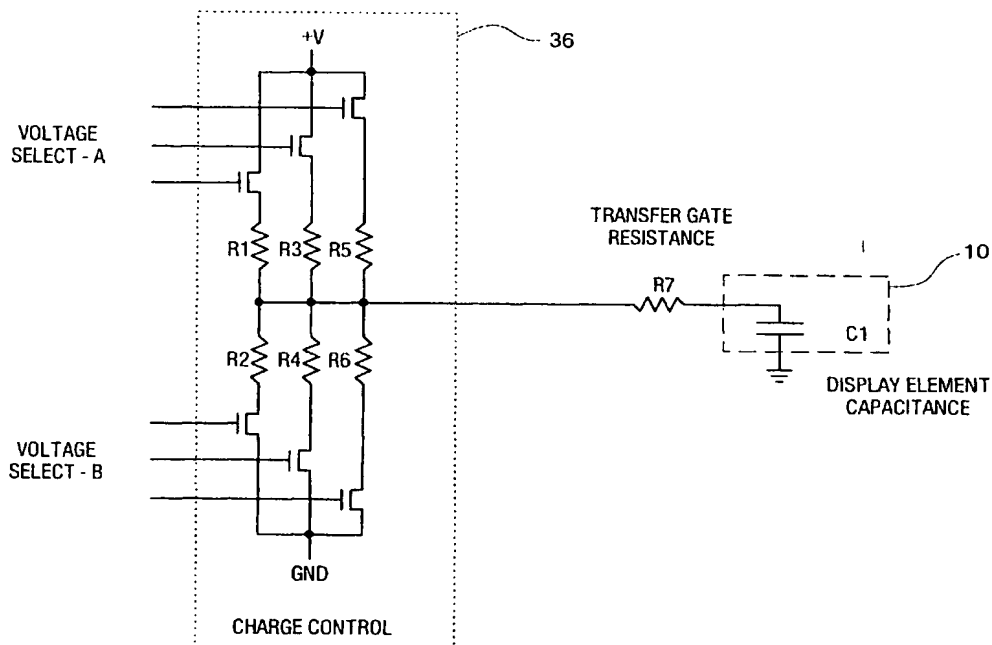 +V
36
VOLTAGE
SELECT - A
R1
R3
R5
TRANSFER GATE
RESISTANCE
R7
10
C1
R2
R4
R6
DISPLAY ELEMENT
CAPACITANCE
VOLTAGE
SELECT - B
GND
CHARGE CONTROL